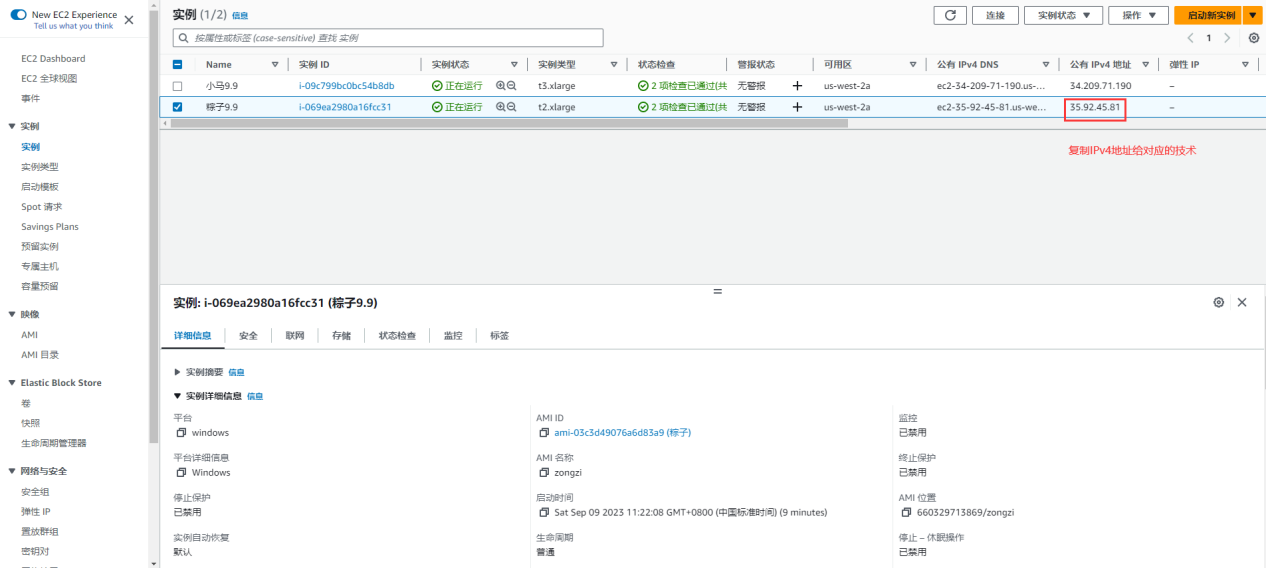 New EC2 Experience
Tell us what you think
EC2 Dashboard
EC2 全球视图
事件
实例
实例
实例类型
启动模板
Spot 请求
Savings Plans
预留实例
专属主机
容量预留
映像
AMI
AMI 目录
Elastic Block Store
卷
快照
生命周期管理器
网络与安全
安全组
弹性 IP
置放群组
密钥对
实例 (1/2) 信息
连接 实例状态 操作 启动新实例
按属性或标签 (case-sensitive) 查找 实例
1
Name 实例 ID 实例状态 实例类型 状态检查 警报状态 可用区 公有 IPv4 DNS 公有 IPv4 地址 弹性 IP
小马9.9 i-09c799bc0bc54b8db 正在运行 t3.xlarge 2 项检查已通过(共 无警报 us-west-2a ec2-34-209-71-190.us-... 34.209.71.190 –
粽子9.9 i-069ea2980a16fcc31 正在运行 t2.xlarge 2 项检查已通过(共 无警报 us-west-2a ec2-35-92-45-81.us-we... 35.92.45.81 –
复制IPv4地址给对应的技术
实例: i-069ea2980a16fcc31 (粽子9.9)
详细信息 安全 联网 存储 状态检查 监控 标签
实例摘要 信息
实例详细信息 信息
平台 AMI ID 监控
windows ami-03c3d49076a6d83a9 (粽子) 已禁用
平台详细信息 AMI 名称 终止保护
Windows zongzi 已禁用
停止保护 启动时间 AMI 位置
已禁用 Sat Sep 09 2023 11:22:08 GMT+0800 (中国标准时间) (9 minutes) 660329713869/zongzi
实例自动恢复 生命周期 停止 – 休眠操作
默认 普通 已禁用